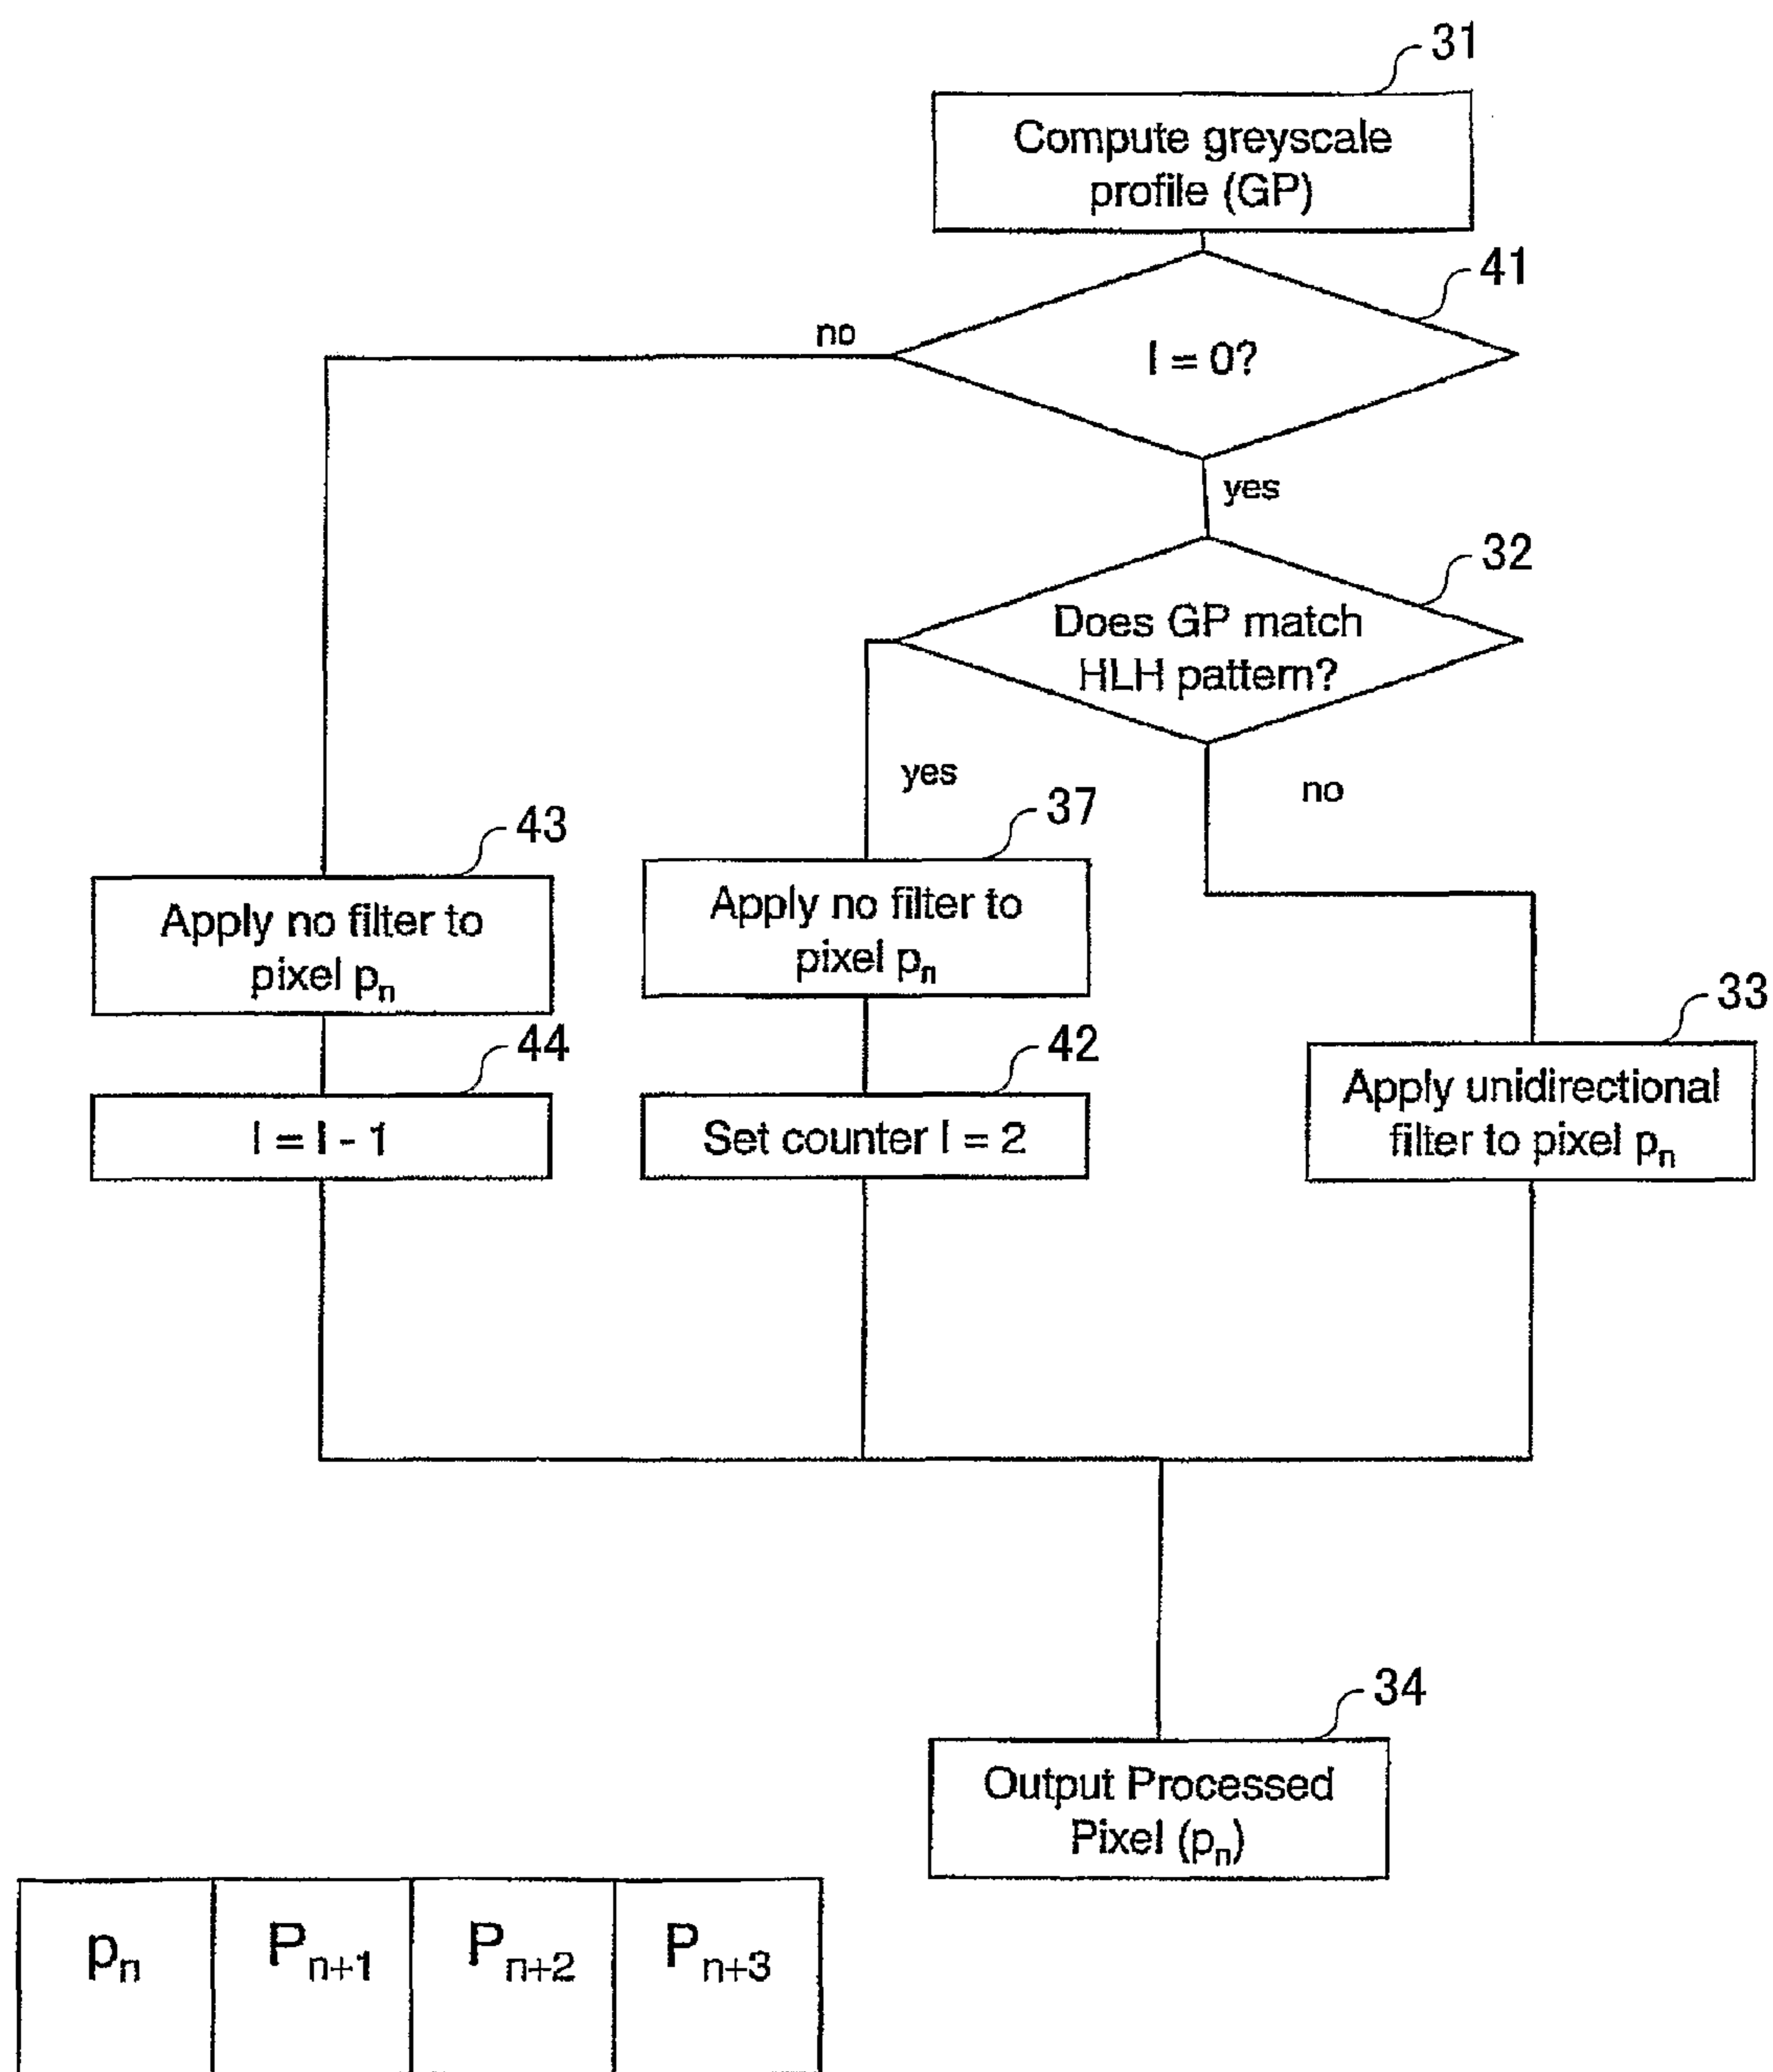 31
Compute greyscale
profile (GP)
41
no
I = 0?
yes
32
Does GP match
HLH pattern?
yes
no
43
37
Apply no filter to
pixel pₙ
Apply no filter to
pixel pₙ
33
44
42
Apply unidirectional
filter to pixel pₙ
I = I - 1
Set counter I = 2
34
Output Processed
Pixel (pₙ)
pₙ Pₙ₊₁ Pₙ₊₂ Pₙ₊₃